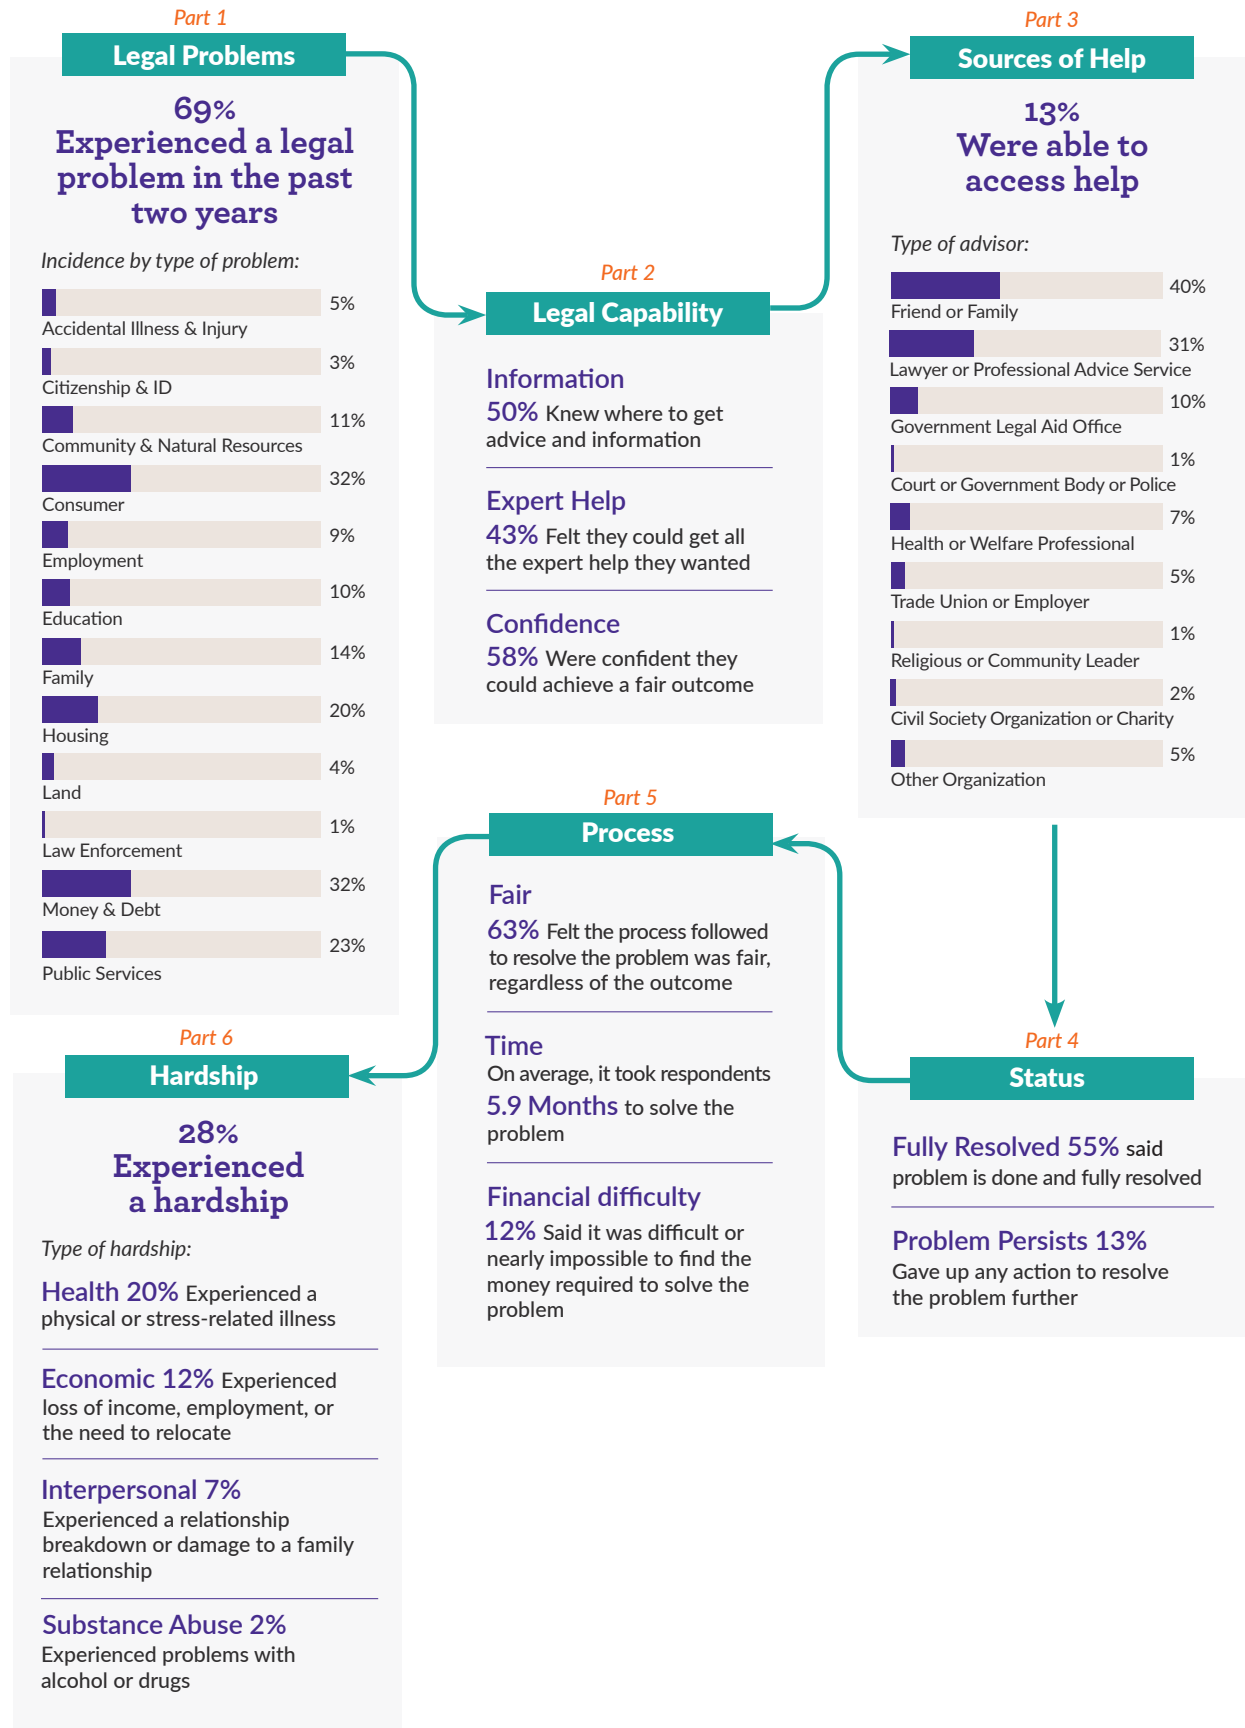 Part 1
Legal Problems
69%
Experienced a legal
problem in the past
two years
Incidence by type of problem:
5%
Accidental Illness & Injury
3%
Citizenship & ID
11%
Community & Natural Resources
32%
Consumer
9%
Employment
10%
Education
14%
Family
20%
Housing
4%
Land
1%
Law Enforcement
32%
Money & Debt
23%
Public Services
Part 2
Legal Capability
Information
50% Knew where to get
advice and information
Expert Help
43% Felt they could get all
the expert help they wanted
Confidence
58% Were confident they
could achieve a fair outcome
Part 3
Sources of Help
13%
Were able to
access help
Type of advisor:
40%
Friend or Family
31%
Lawyer or Professional Advice Service
10%
Government Legal Aid Office
1%
Court or Government Body or Police
7%
Health or Welfare Professional
5%
Trade Union or Employer
1%
Religious or Community Leader
2%
Civil Society Organization or Charity
5%
Other Organization
Part 4
Status
Fully Resolved 55% said
problem is done and fully resolved
Problem Persists 13%
Gave up any action to resolve
the problem further
Part 5
Process
Fair
63% Felt the process followed
to resolve the problem was fair,
regardless of the outcome
Time
On average, it took respondents
5.9 Months to solve the
problem
Financial difficulty
12% Said it was difficult or
nearly impossible to find the
money required to solve the
problem
Part 6
Hardship
28%
Experienced
a hardship
Type of hardship:
Health 20% Experienced a
physical or stress-related illness
Economic 12% Experienced
loss of income, employment, or
the need to relocate
Interpersonal 7%
Experienced a relationship
breakdown or damage to a family
relationship
Substance Abuse 2%
Experienced problems with
alcohol or drugs